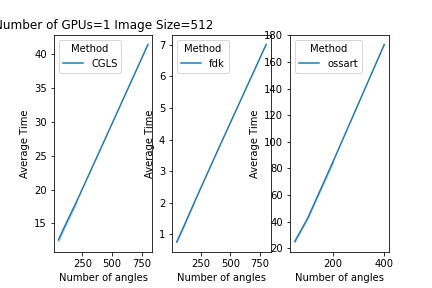 Number of GPUs=1 Image Size=512
Method
CGLS
Average Time
40
35
30
25
20
15
250
500
750
Number of angles
Method
fdk
Average Time
7
6
5
4
3
2
1
250
500
750
Number of angles
Method
ossart
Average Time
180
160
140
120
100
80
60
40
20
200
400
Number of angles